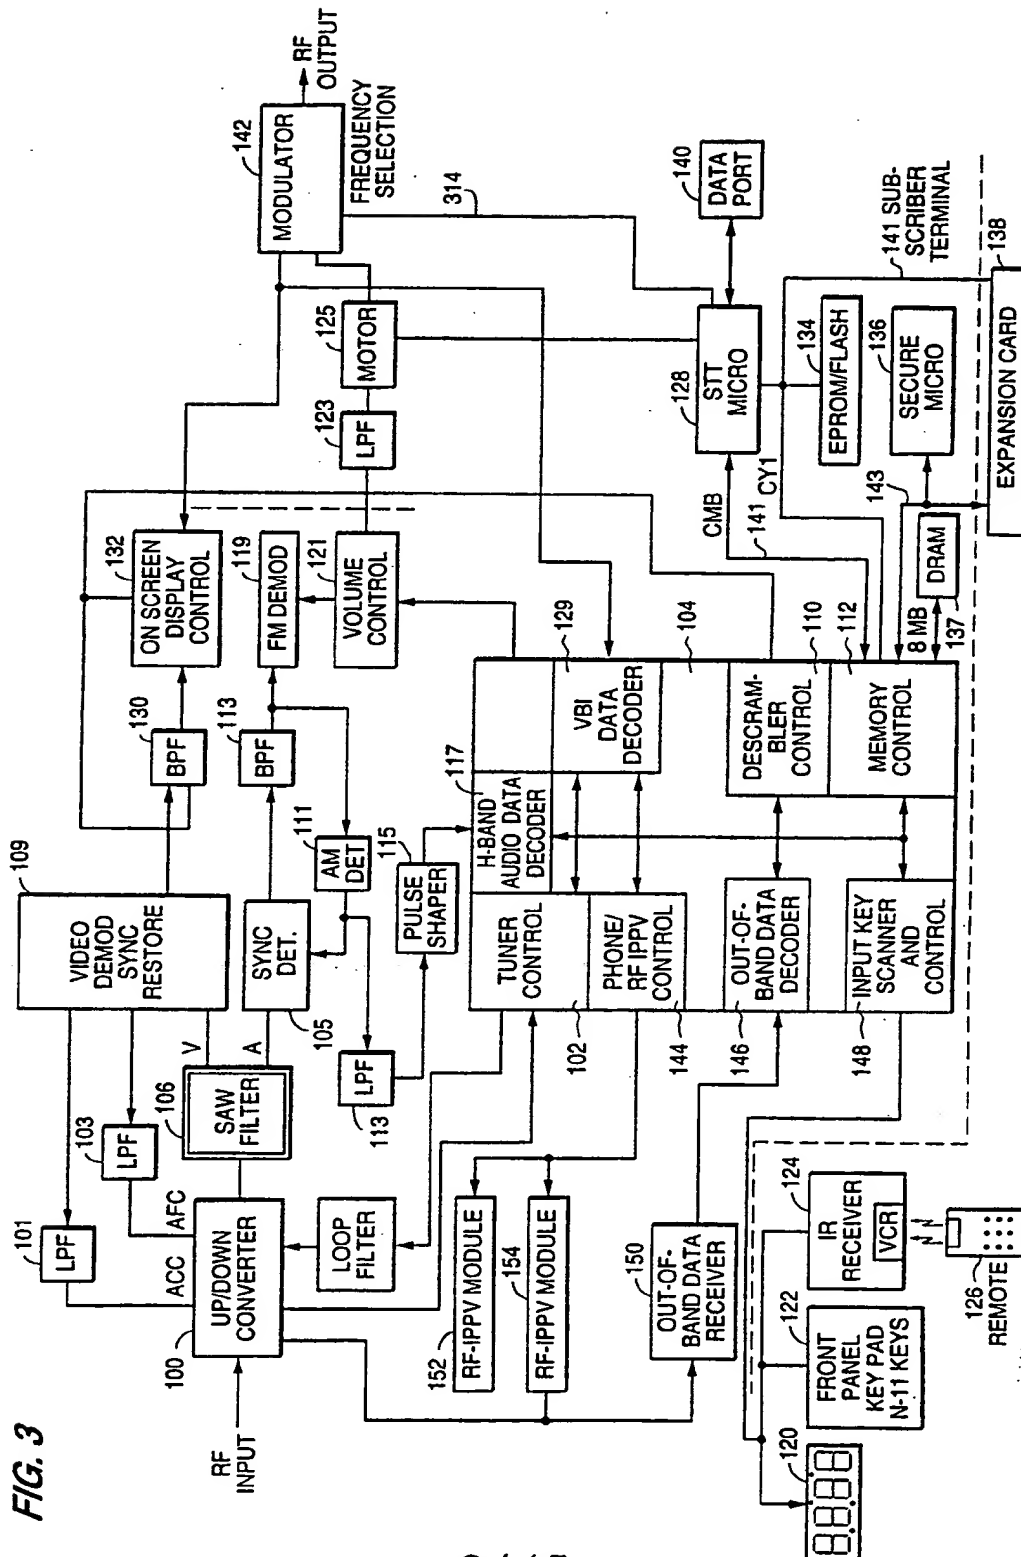 FIG. 3
RF
INPUT
100
UP/DOWN
CONVERTER
ACC
AFC
101
LPF
103
LPF
106
SAW
FILTER
V
A
109
VIDEO
DEMOD
SYNC
RESTORE
SYNC
DET.
105
111
AM
DET
LPF
113
115
PULSE
SHAPER
130
BPF
113
BPF
132
ON SCREEN
DISPLAY
CONTROL
119
FM DEMOD
121
VOLUME
CONTROL
123
LPF
125
MOTOR
142
MODULATOR
RF
OUTPUT
FREQUENCY
SELECTION
314
LOOP
FILTER
152
RF-IPPV MODULE
154
RF-IPPV MODULE
150
OUT-OF-
BAND DATA
RECEIVER
117
H-BAND
AUDIO DATA
DECODER
129
VBI
DATA
DECODER
104
TUNER
CONTROL
102
PHONE/
RF IPPV
CONTROL
144
146
OUT-OF-
BAND DATA
DECODER
148
INPUT KEY
SCANNER
AND
CONTROL
DESCRAM-
BLER
CONTROL
110
MEMORY
CONTROL
112
128
STT
MICRO
140
DATA
PORT
CMB
141
CY1
134
EPROM/FLASH
136
SECURE
MICRO
143
8 MB
DRAM
137
141 SUB-
SCRIBER
TERMINAL
138
EXPANSION CARD
120
8.8.8.8
122
FRONT
PANEL
KEY PAD
N-11 KEYS
124
IR
RECEIVER
VCR
126
REMOTE